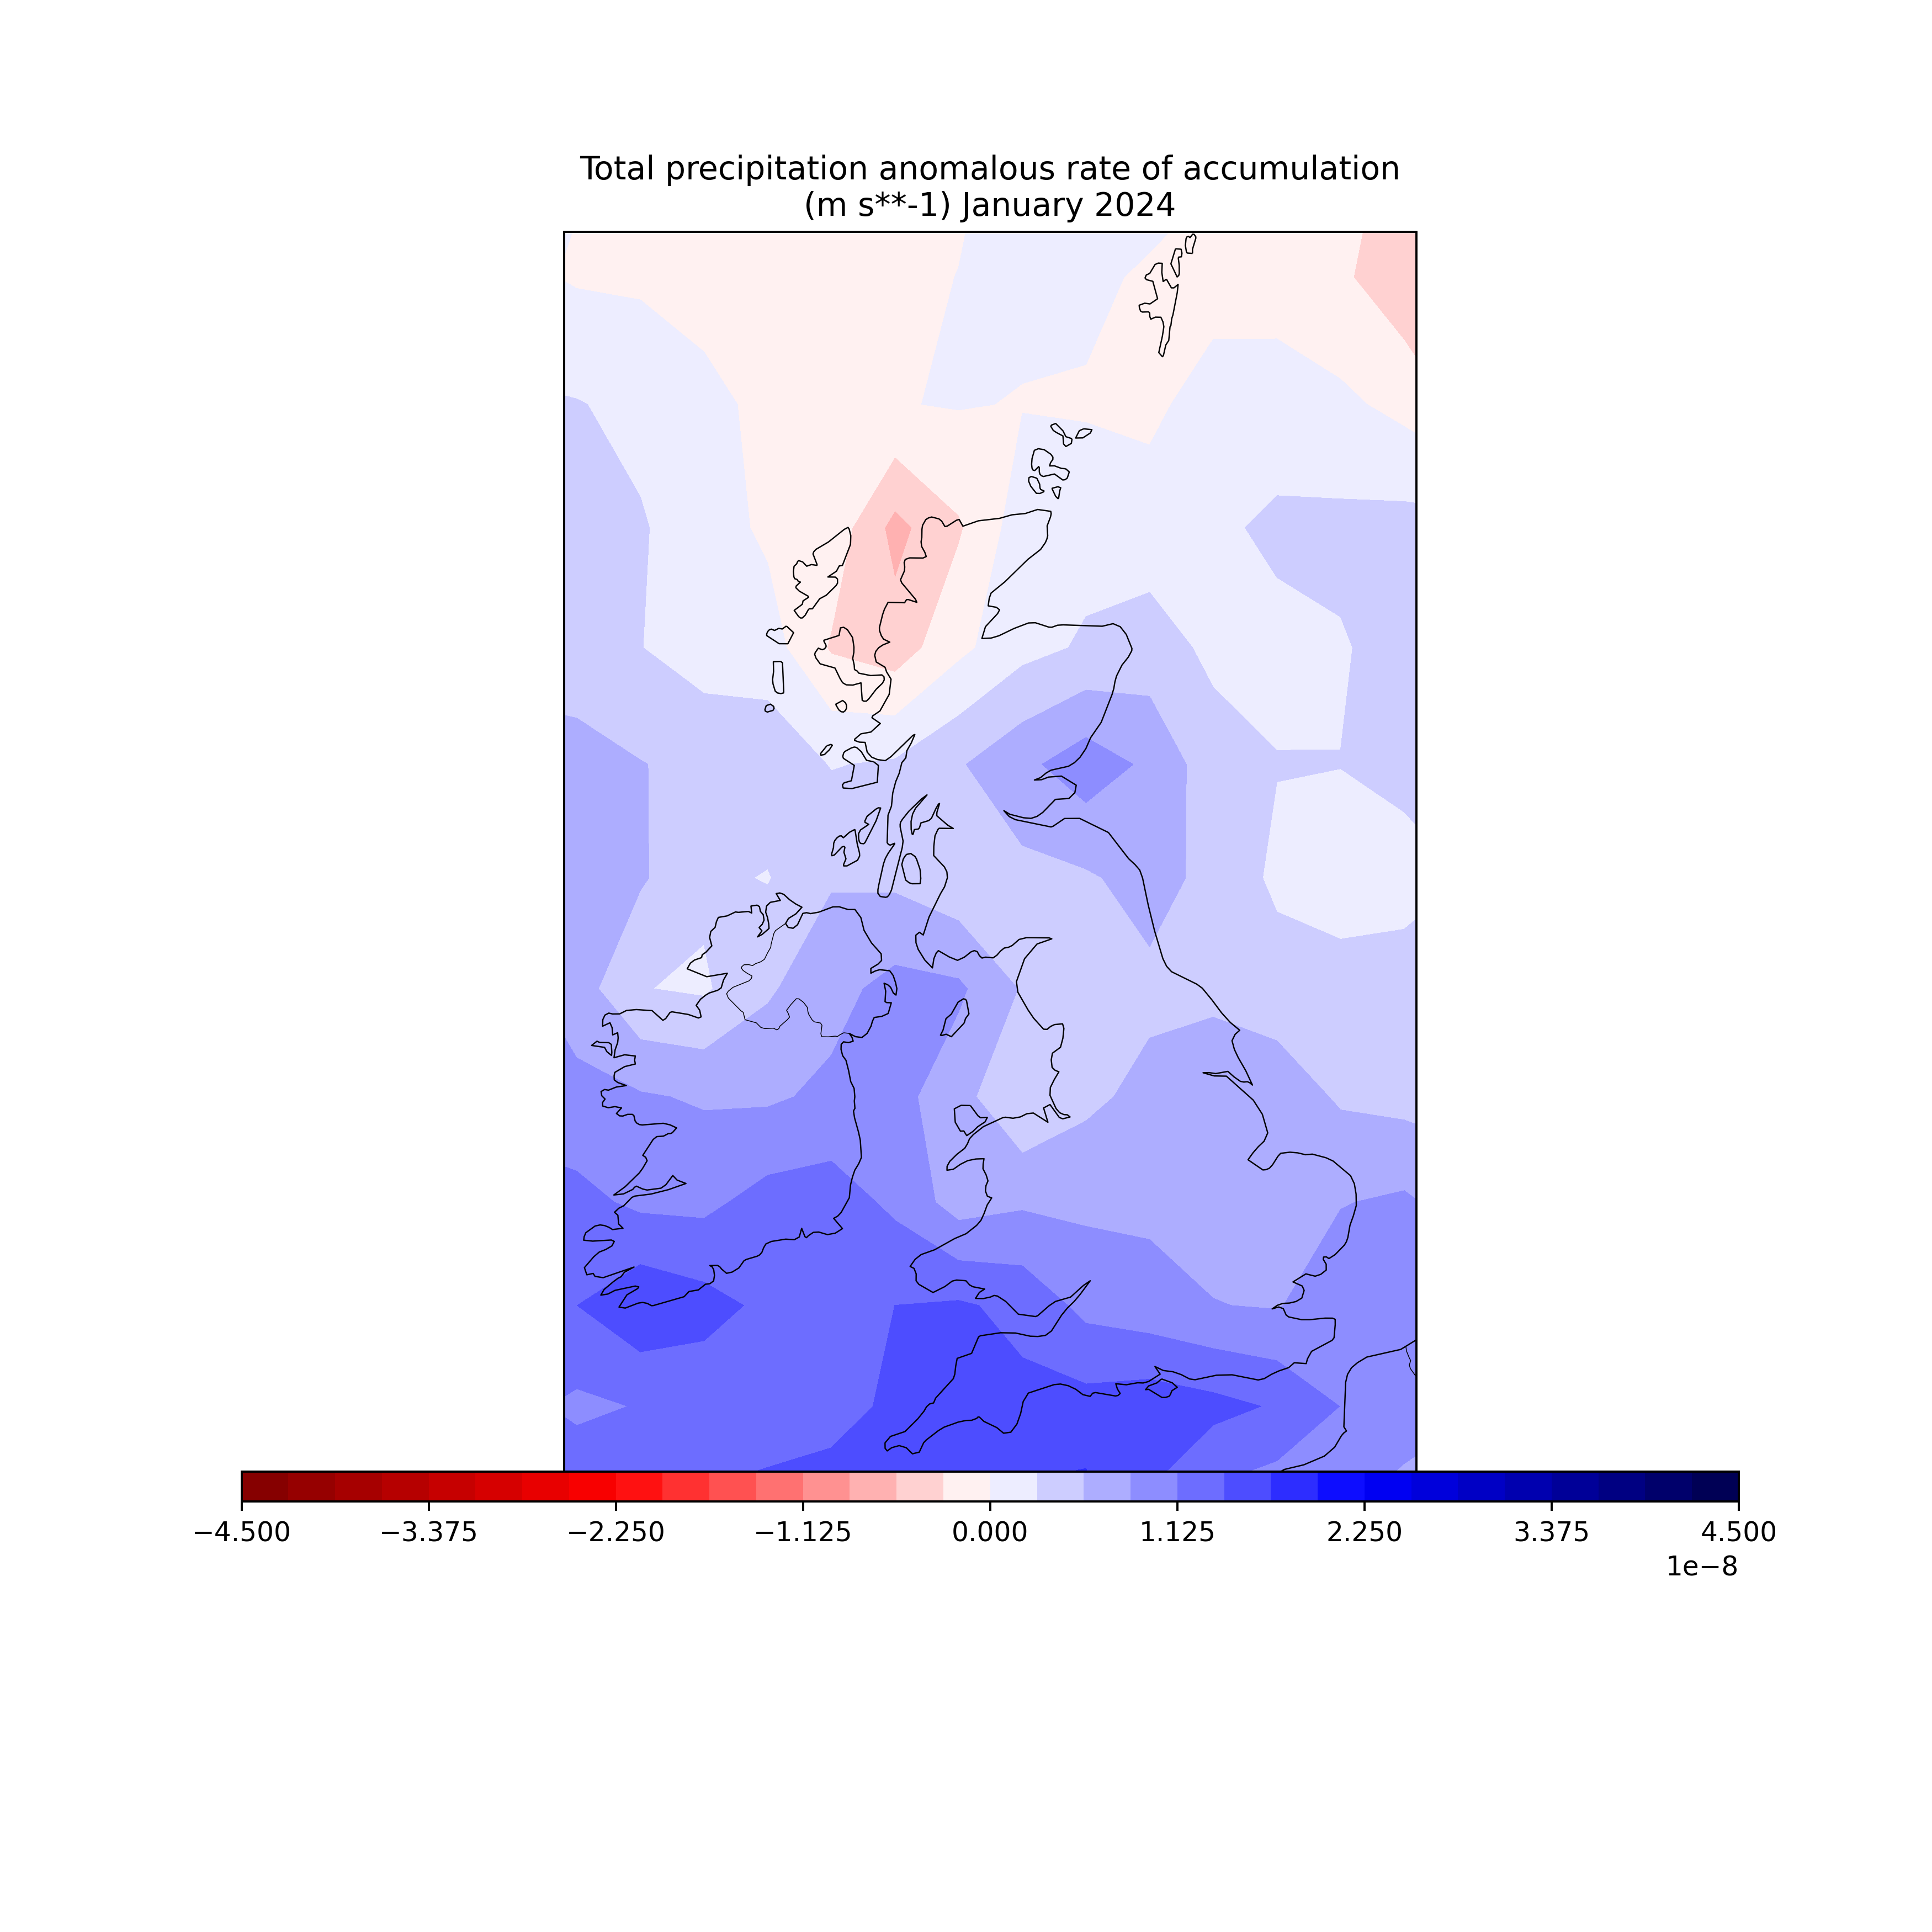 Total precipitation anomalous rate of accumulation
(m s**-1) January 2024
−4.500 −3.375 −2.250 −1.125 0.000 1.125 2.250 3.375 4.500
1e−8